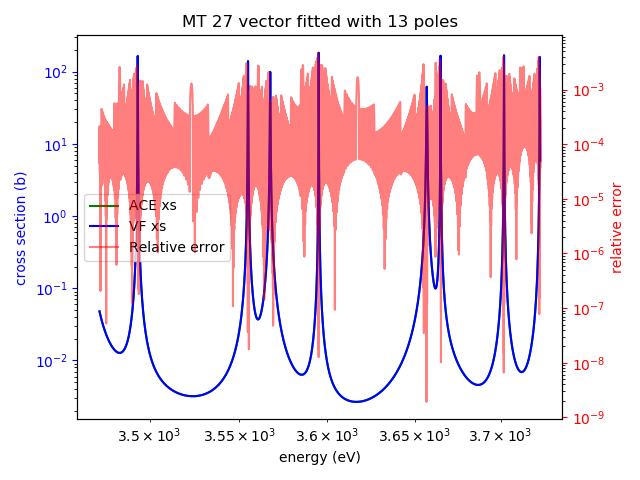 MT 27 vector fitted with 13 poles
cross section (b)
10²
10¹
10⁰
10⁻¹
10⁻²
ACE xs
VF xs
Relative error
10⁻³
10⁻⁴
10⁻⁵
10⁻⁶
10⁻⁷
10⁻⁸
10⁻⁹
relative error
3.5 × 10³ 3.55 × 10³ 3.6 × 10³ 3.65 × 10³ 3.7 × 10³
energy (eV)